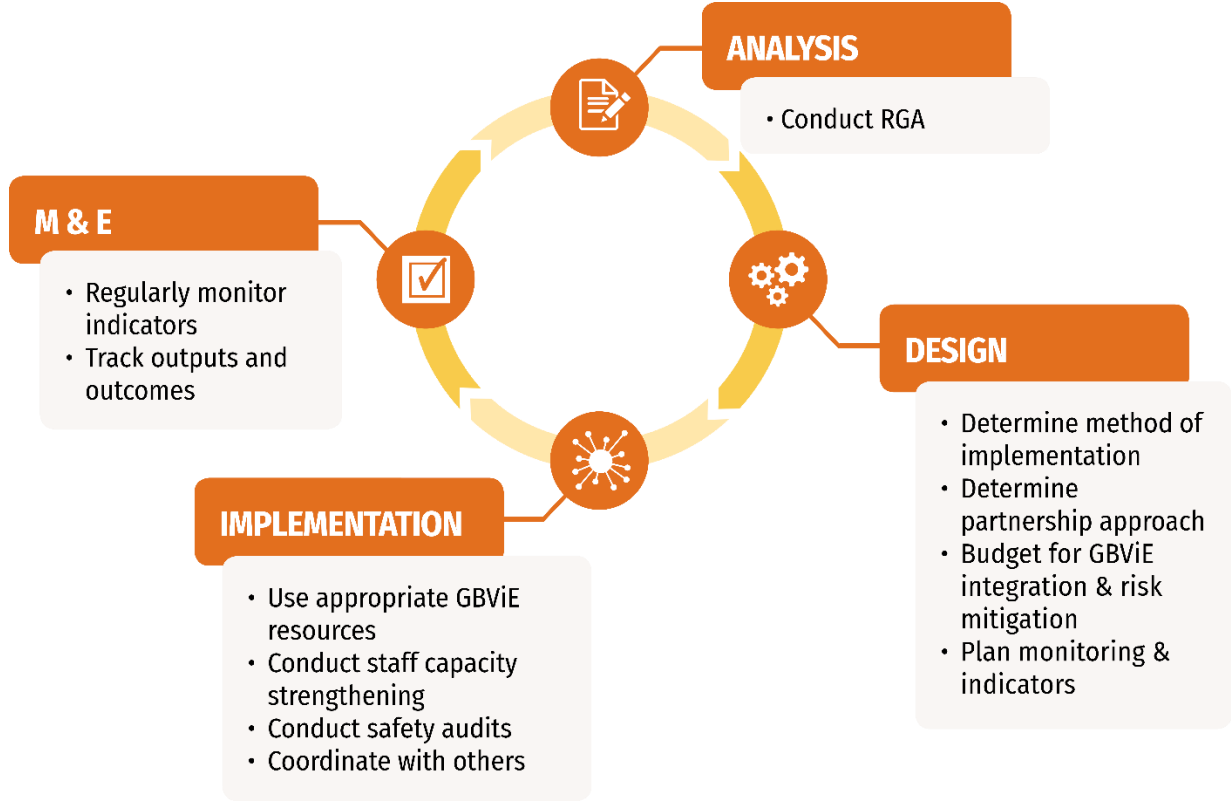 ANALYSIS
• Conduct RGA
M & E
• Regularly monitor
indicators
• Track outputs and
outcomes
DESIGN
• Determine method of
implementation
• Determine
partnership approach
• Budget for GBViE
integration & risk
mitigation
• Plan monitoring &
indicators
IMPLEMENTATION
• Use appropriate GBViE
resources
• Conduct staff capacity
strengthening
• Conduct safety audits
• Coordinate with others